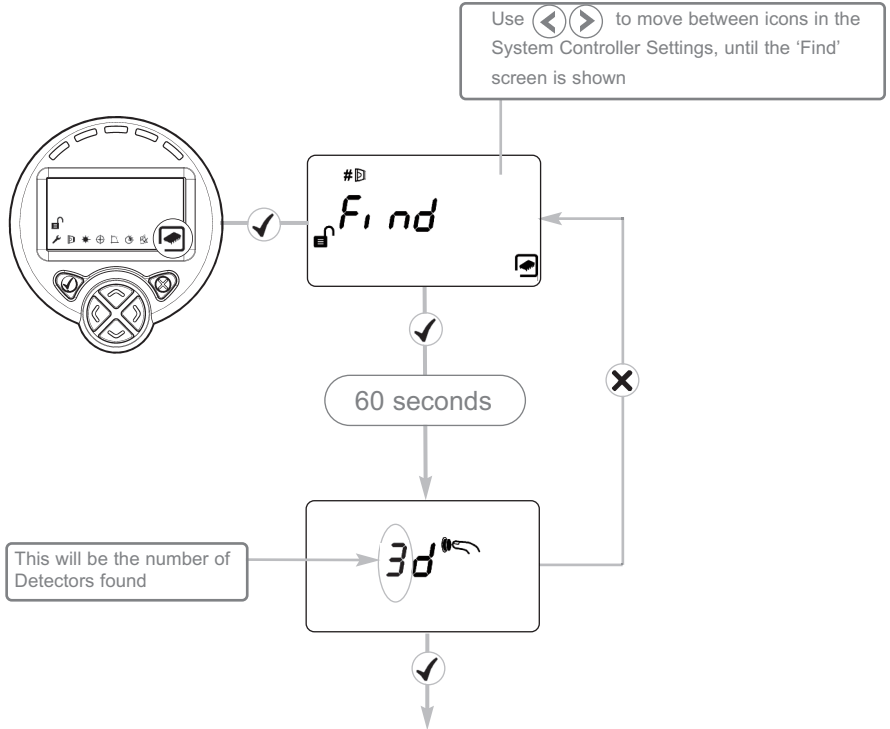 Use to move between icons in the
System Controller Settings, until the ‘Find’
screen is shown
#
Find
60 seconds
3d
This will be the number of
Detectors found